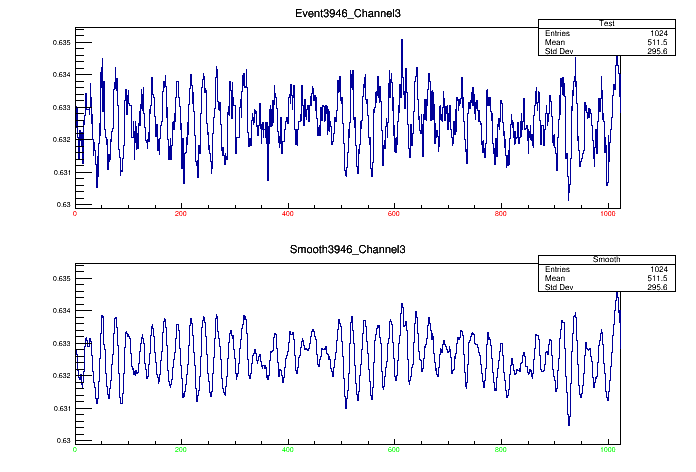 Event3946_Channel3
Test
Entries 1024
Mean 511.5
Std Dev 295.6
0.635
0.634
0.633
0.632
0.631
0.63
0 200 400 600 800 1000
Smooth3946_Channel3
Smooth
Entries 1024
Mean 511.5
Std Dev 295.6
0.635
0.634
0.633
0.632
0.631
0.63
0 200 400 600 800 1000